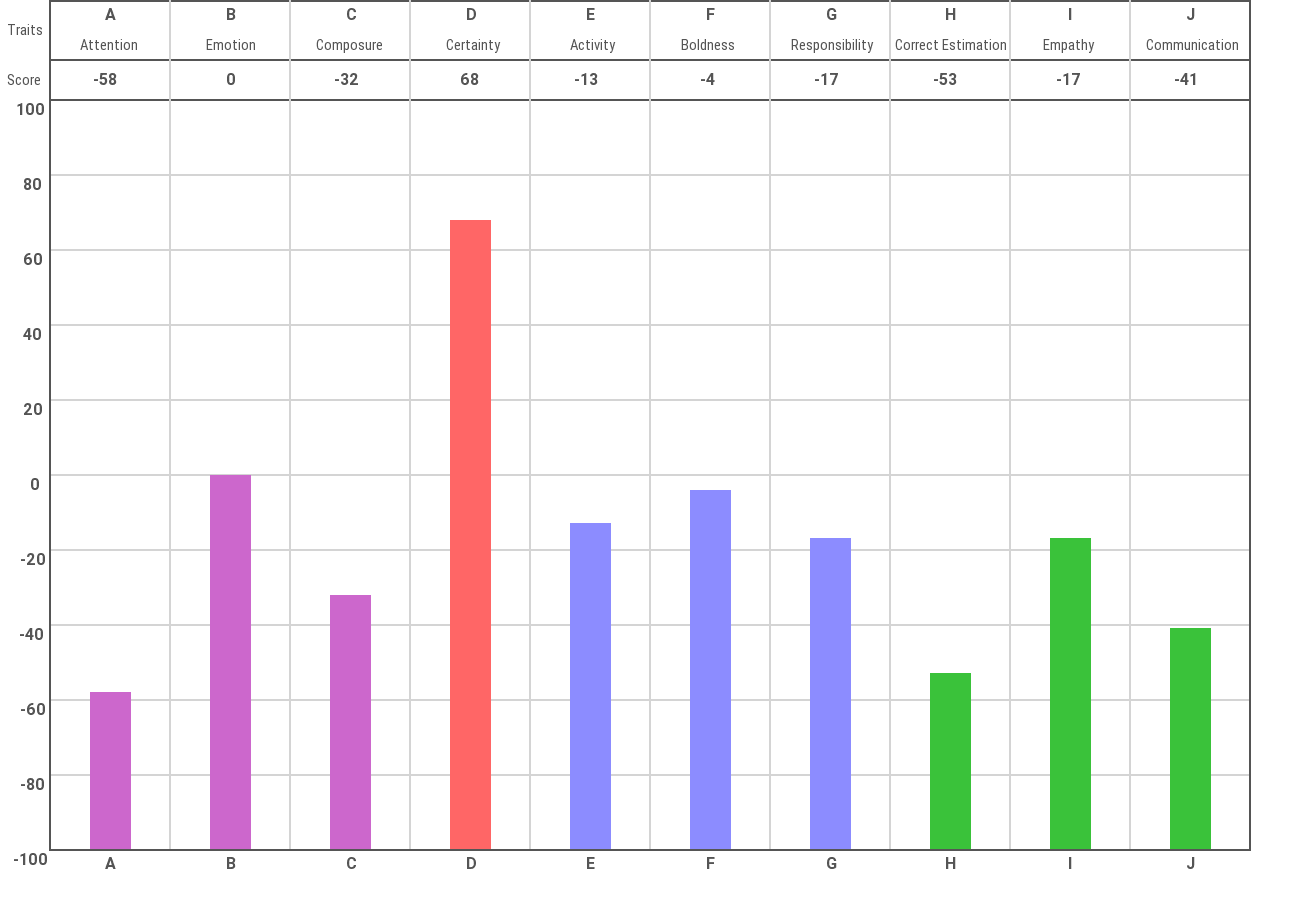 Traits A B C D E F G H I J
Attention Emotion Composure Certainty Activity Boldness Responsibility Correct Estimation Empathy Communication
Score -58 0 -32 68 -13 -4 -17 -53 -17 -41
100
80
60
40
20
0
-20
-40
-60
-80
-100
A B C D E F G H I J